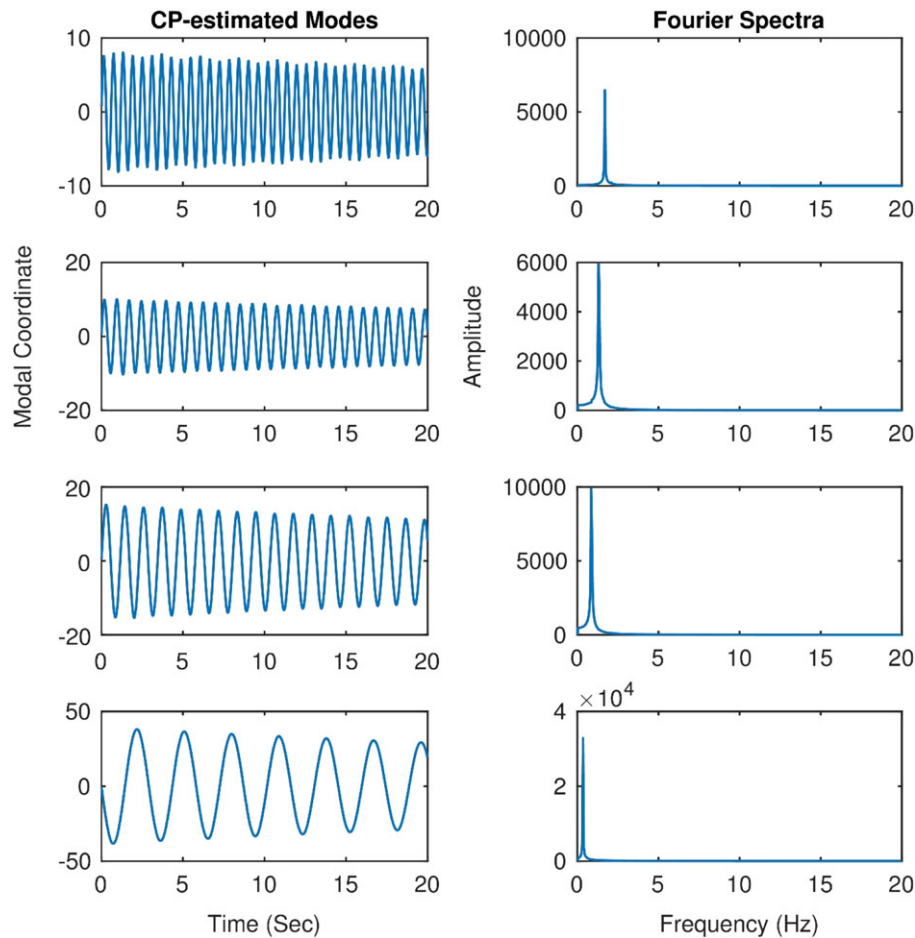 CP-estimated Modes
10
0
-10
0 5 10 15 20
Fourier Spectra
10000
5000
0
0 5 10 15 20
Modal Coordinate
20
0
-20
0 5 10 15 20
Amplitude
6000
4000
2000
0
0 5 10 15 20
20
0
-20
0 5 10 15 20
10000
5000
0
0 5 10 15 20
50
0
-50
0 5 10 15 20
Time (Sec)
×10⁴
4
2
0
0 5 10 15 20
Frequency (Hz)